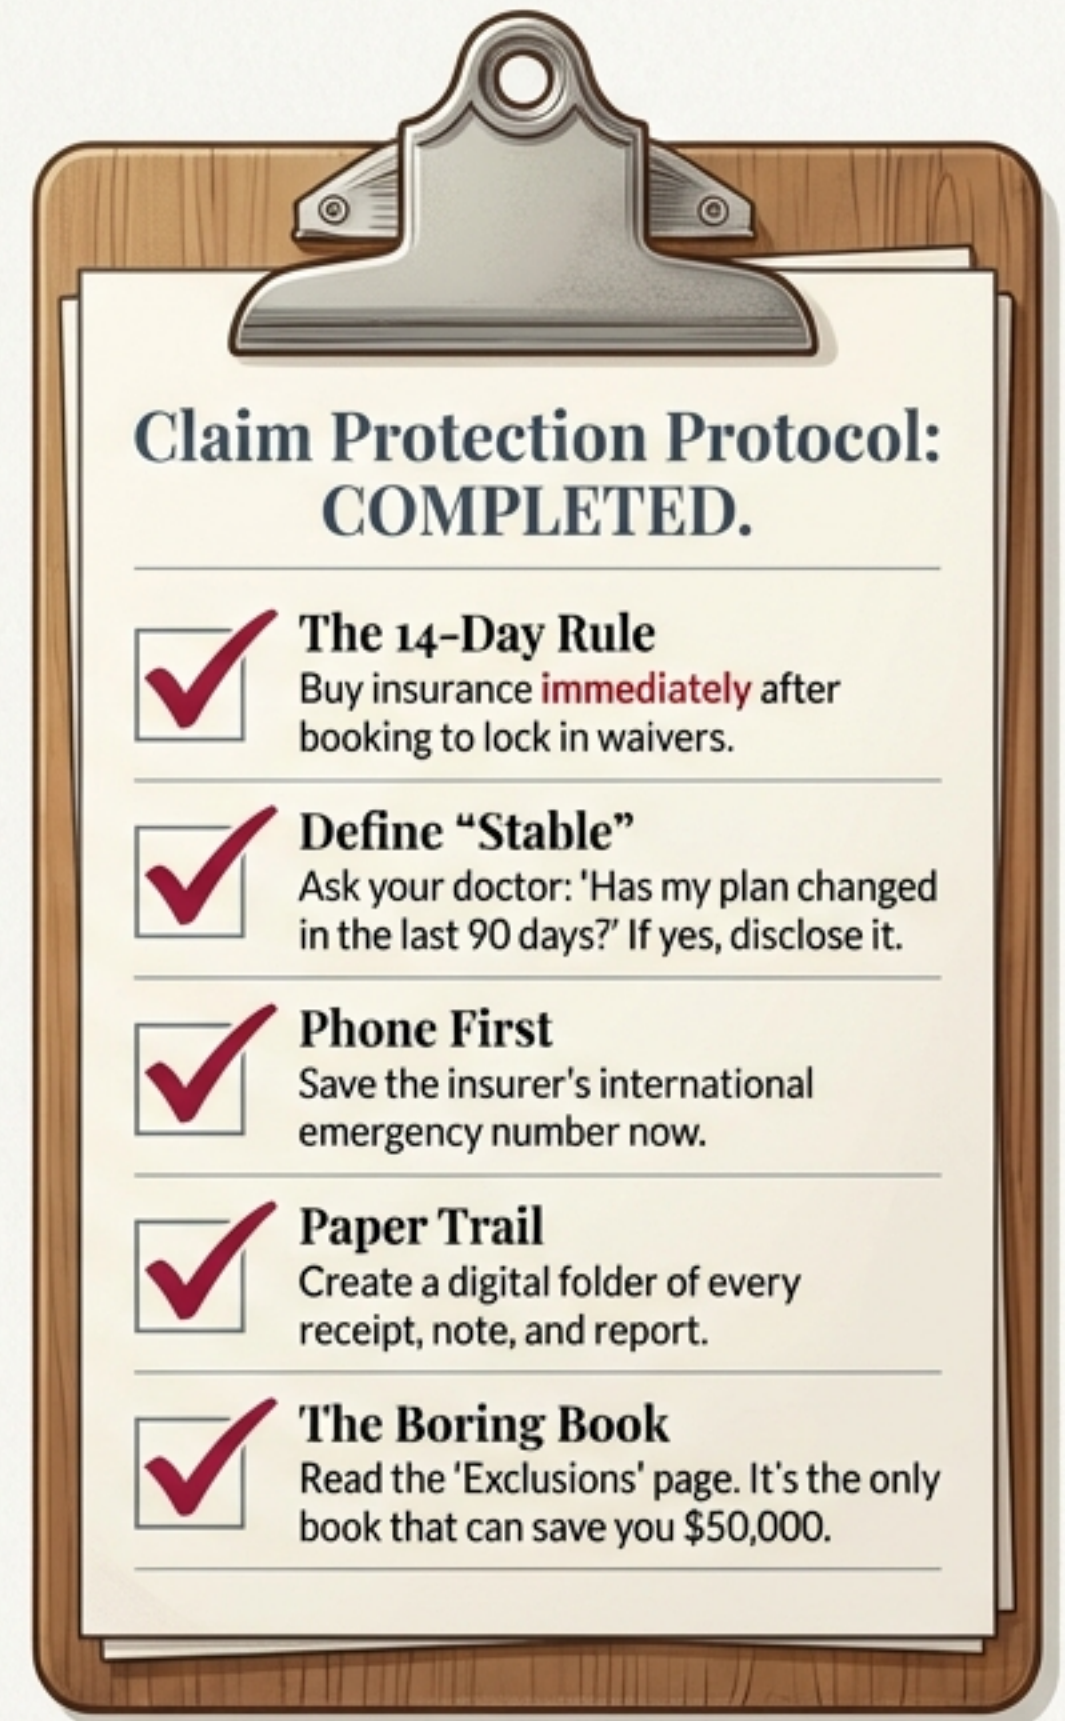 Claim Protection Protocol:
COMPLETED.
The 14-Day Rule
Buy insurance immediately after
booking to lock in waivers.
Define “Stable”
Ask your doctor: 'Has my plan changed
in the last 90 days?' If yes, disclose it.
Phone First
Save the insurer's international
emergency number now.
Paper Trail
Create a digital folder of every
receipt, note, and report.
The Boring Book
Read the 'Exclusions' page. It's the only
book that can save you $50,000.